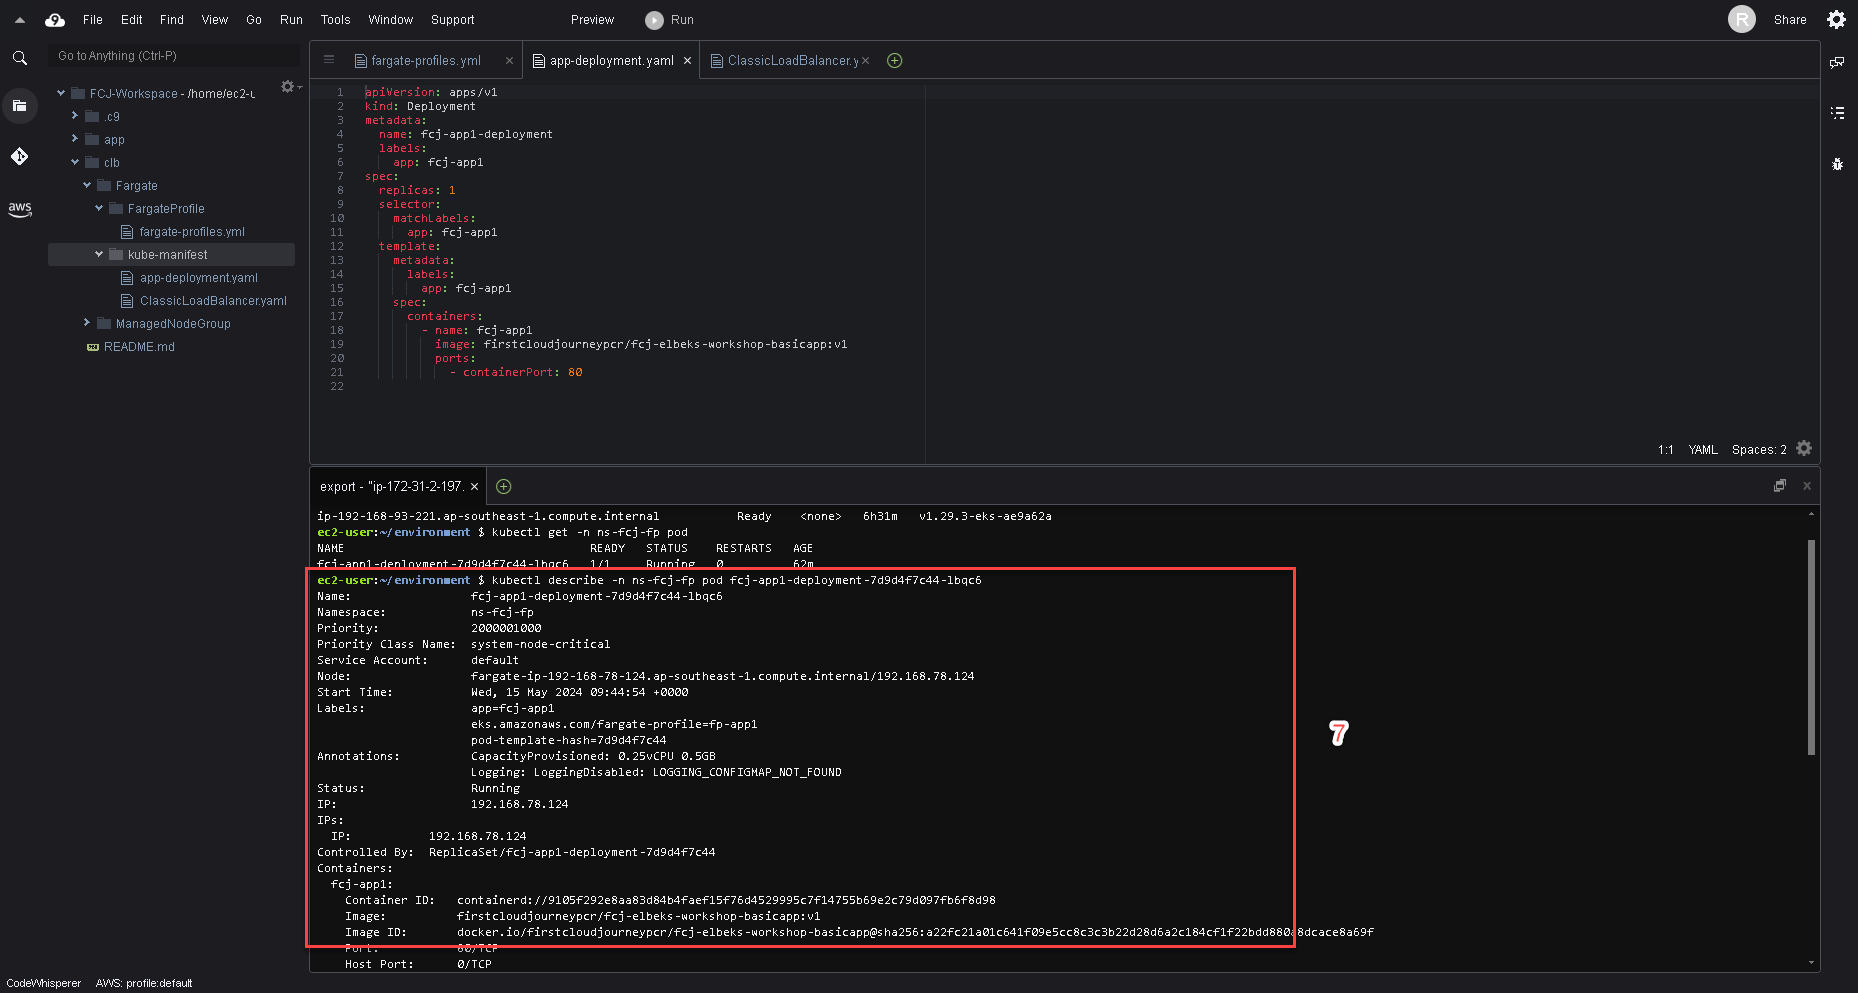 9 File Edit Find View Go Run Tools Window Support Preview Run R Share
Go to Anything (Ctrl-P)
FCJ-Workspace - /home/ec2-u
.c9
app
clb
Fargate
FargateProfile
fargate-profiles.yml
kube-manifest
app-deployment.yaml
ClassicLoadBalancer.yaml
ManagedNodeGroup
README.md
aws
fargate-profiles.yml × app-deployment.yaml × ClassicLoadBalancer.y ×
1 apiVersion: apps/v1
2 kind: Deployment
3 metadata:
4 name: fcj-app1-deployment
5 labels:
6 app: fcj-app1
7 spec:
8 replicas: 1
9 selector:
10 matchLabels:
11 app: fcj-app1
12 template:
13 metadata:
14 labels:
15 app: fcj-app1
16 spec:
17 containers:
18 - name: fcj-app1
19 image: firstcloudjourneypcr/fcj-elbeks-workshop-basicapp:v1
20 ports:
21 - containerPort: 80
22
1:1 YAML Spaces: 2
export - "ip-172-31-2-197. ×
ip-192-168-93-221.ap-southeast-1.compute.internal Ready <none> 6h31m v1.29.3-eks-ae9a62a
ec2-user:~/environment $ kubectl get -n ns-fcj-fp pod
NAME READY STATUS RESTARTS AGE
fcj-app1-deployment-7d9d4f7c44-lbqc6 1/1 Running 0 62m
ec2-user:~/environment $ kubectl describe -n ns-fcj-fp pod fcj-app1-deployment-7d9d4f7c44-lbqc6
Name: fcj-app1-deployment-7d9d4f7c44-lbqc6
Namespace: ns-fcj-fp
Priority: 2000001000
Priority Class Name: system-node-critical
Service Account: default
Node: fargate-ip-192-168-78-124.ap-southeast-1.compute.internal/192.168.78.124
Start Time: Wed, 15 May 2024 09:44:54 +0000
Labels: app=fcj-app1
eks.amazonaws.com/fargate-profile=fp-app1
pod-template-hash=7d9d4f7c44
Annotations: CapacityProvisioned: 0.25vCPU 0.5GB
Logging: LoggingDisabled: LOGGING_CONFIGMAP_NOT_FOUND
Status: Running
IP: 192.168.78.124
IPs:
IP: 192.168.78.124
Controlled By: ReplicaSet/fcj-app1-deployment-7d9d4f7c44
Containers:
fcj-app1:
Container ID: containerd://9105f292e8aa83d84b4faef15f76d4529995c7f14755b69e2c79d097fb6f8d98
Image: firstcloudjourneypcr/fcj-elbeks-workshop-basicapp:v1
Image ID: docker.io/firstcloudjourneypcr/fcj-elbeks-workshop-basicapp@sha256:a22fc21a01c641f09e5cc8c3c3b22d28d6a2c184cf1f22bdd880a8dcace8a69f
Port: 80/TCP
Host Port: 0/TCP
7
CodeWhisperer AWS: profile:default